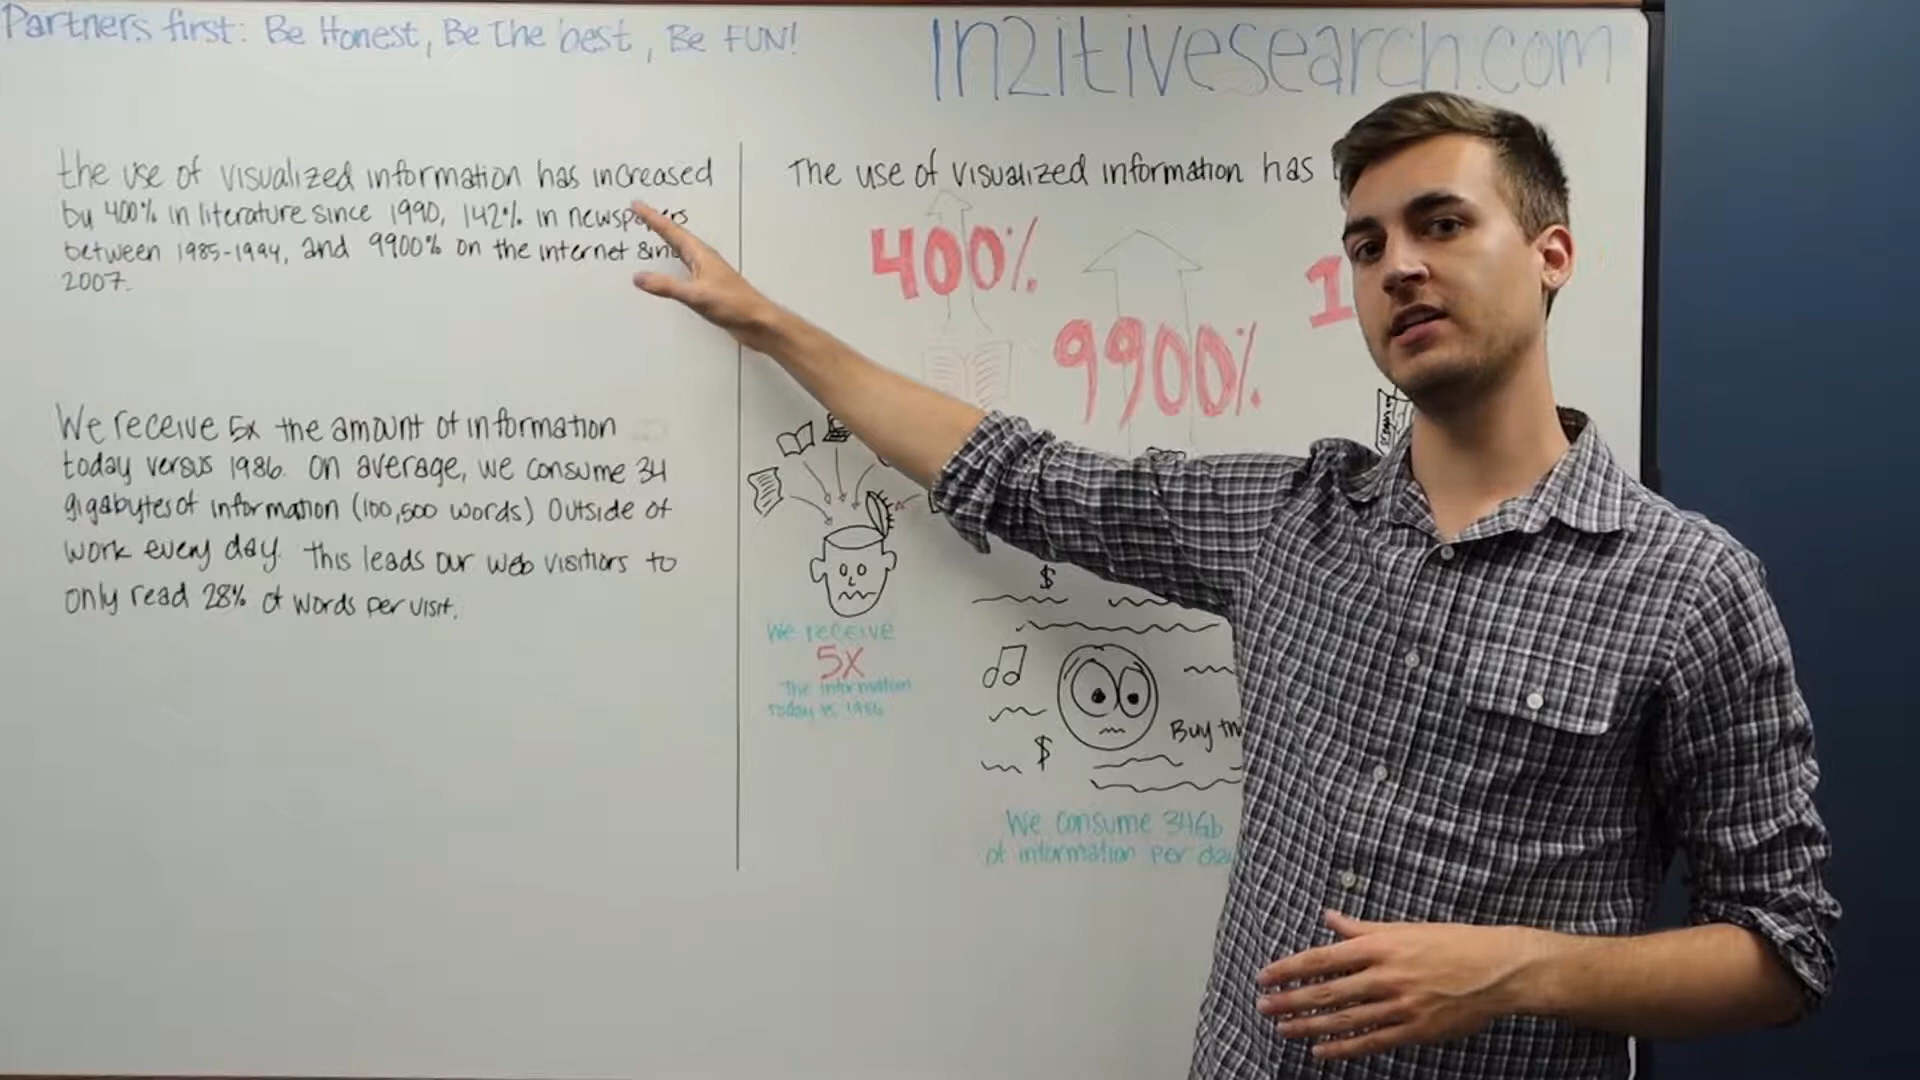 Partners first: Be Honest, Be the best, Be FUN!
In2itivesearch.com
the use of visualized information has increased
by 400% in literature since 1990, 142% in newspapers
between 1985-1994, and 9900% on the internet since
2007.
We receive 5x the amount of information
today versus 1986. On average, we consume 34
gigabytes of information (100,500 words) outside of
work every day. This leads our web visitiors to
only read 28% of words per visit.
The use of visualized information has
400%
9900%
1
$
We receive
5X
The information
today vs 1986
Buy
$
We consume 34Gb
of information per day